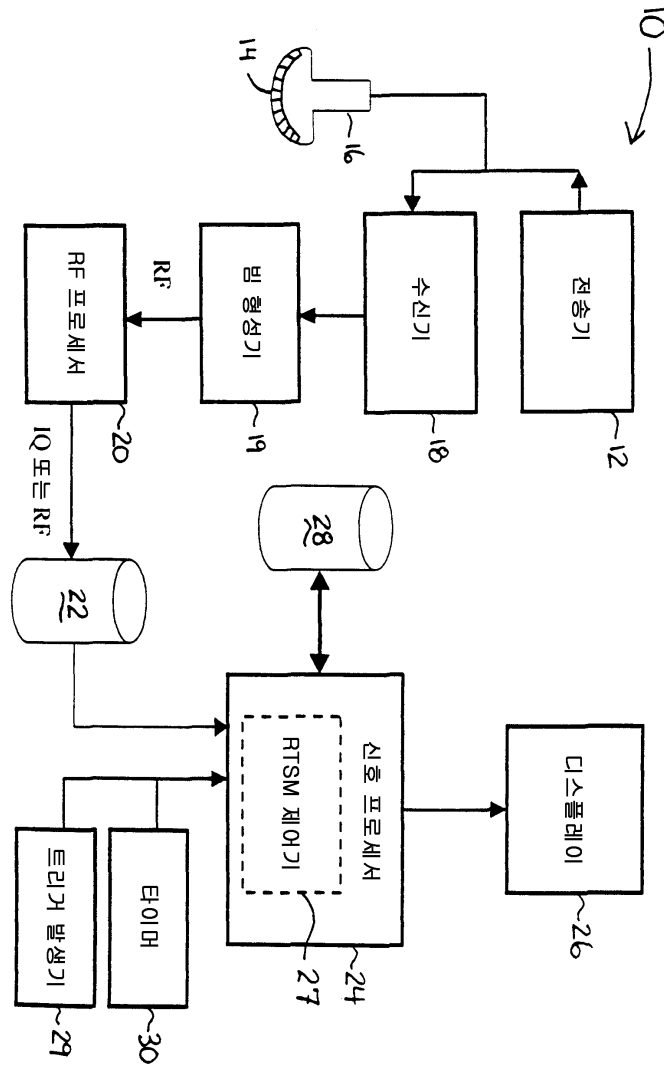 10
14
16
전송기
12
수신기
18
빔 형성기
19
RF
RF 프로세서
20
IQ 또는 RF
22
28
신호 프로세서
24
RTSM 제어기
27
디스플레이
26
타이머
30
트리거 발생기
29